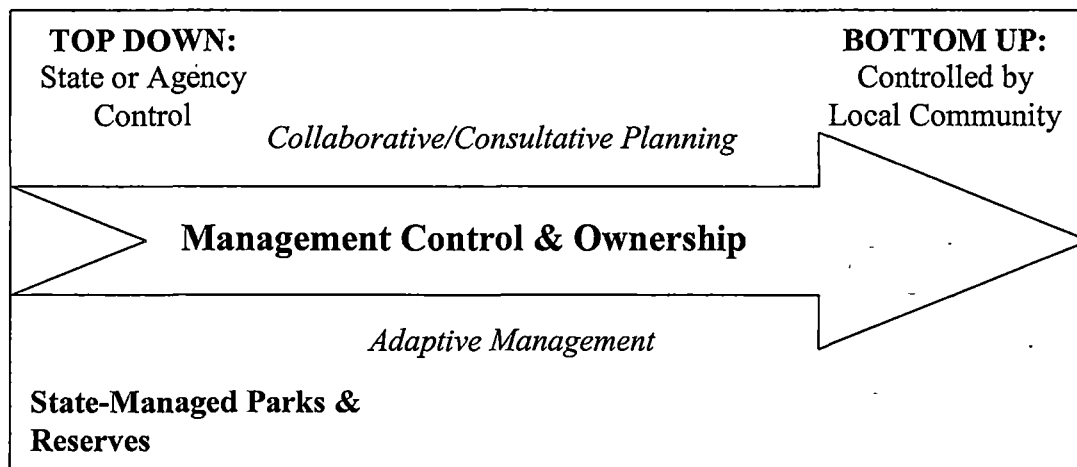 TOP DOWN:
State or Agency
Control
BOTTOM UP:
Controlled by
Local Community
Collaborative/Consultative Planning
Management Control & Ownership
Adaptive Management
State-Managed Parks &
Reserves